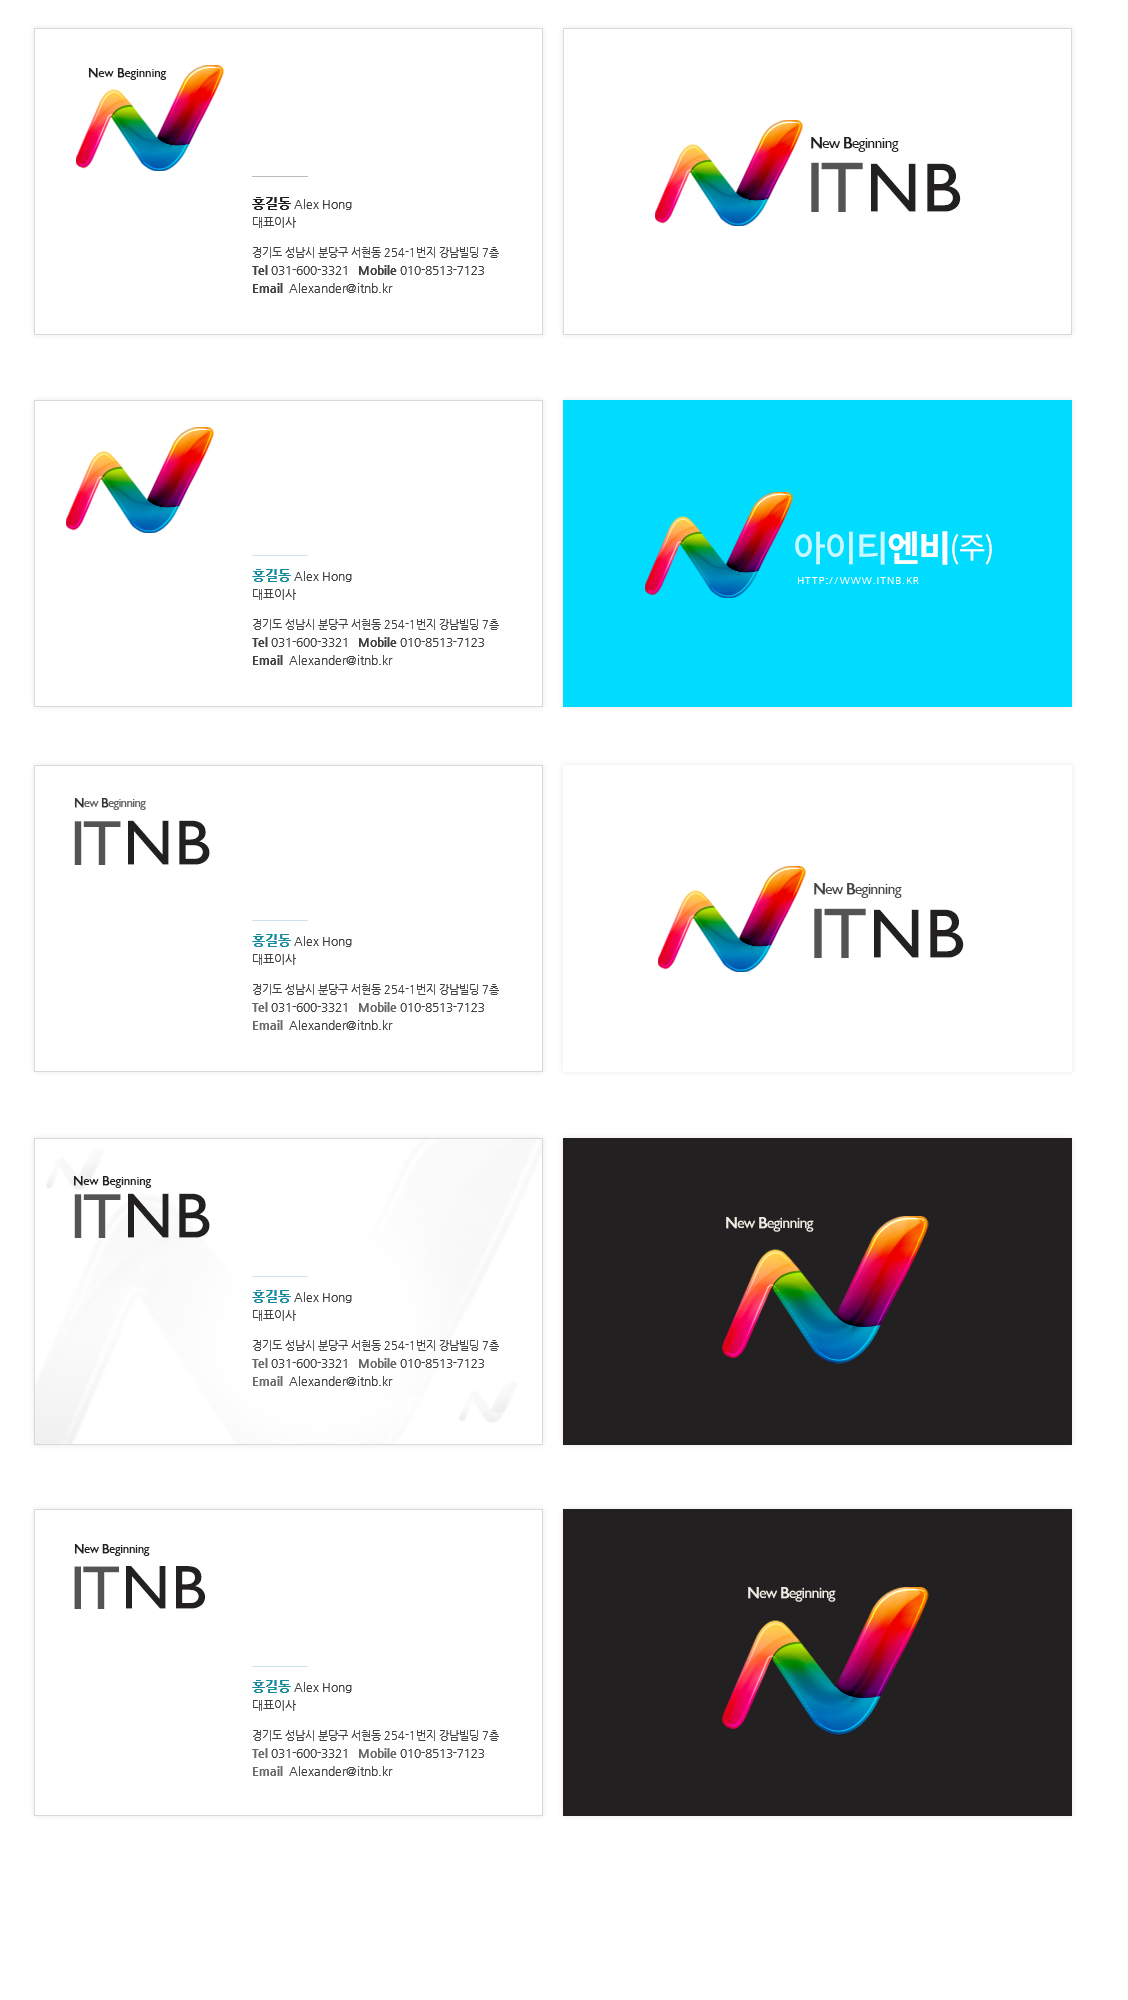 New Beginning
홍길동 Alex Hong
대표이사
경기도 성남시 분당구 서현동 254-1번지 강남빌딩 7층
Tel 031-600-3321 Mobile 010-8513-7123
Email Alexander@itnb.kr
New Beginning
ITNB
홍길동 Alex Hong
대표이사
경기도 성남시 분당구 서현동 254-1번지 강남빌딩 7층
Tel 031-600-3321 Mobile 010-8513-7123
Email Alexander@itnb.kr
아이티엔비(주)
HTTP://WWW.ITNB.KR
New Beginning
ITNB
홍길동 Alex Hong
대표이사
경기도 성남시 분당구 서현동 254-1번지 강남빌딩 7층
Tel 031-600-3321 Mobile 010-8513-7123
Email Alexander@itnb.kr
New Beginning
ITNB
New Beginning
ITNB
홍길동 Alex Hong
대표이사
경기도 성남시 분당구 서현동 254-1번지 강남빌딩 7층
Tel 031-600-3321 Mobile 010-8513-7123
Email Alexander@itnb.kr
New Beginning
New Beginning
ITNB
홍길동 Alex Hong
대표이사
경기도 성남시 분당구 서현동 254-1번지 강남빌딩 7층
Tel 031-600-3321 Mobile 010-8513-7123
Email Alexander@itnb.kr
New Beginning